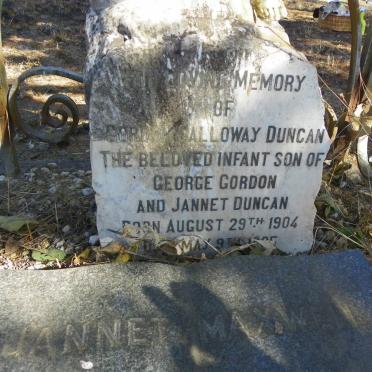 MEMORY
OF
GALLOWAY DUNCAN
THE BELOVED INFANT SON OF
GEORGE GORDON
AND JANNET DUNCAN
BORN AUGUST 29TH 1904
JANNET